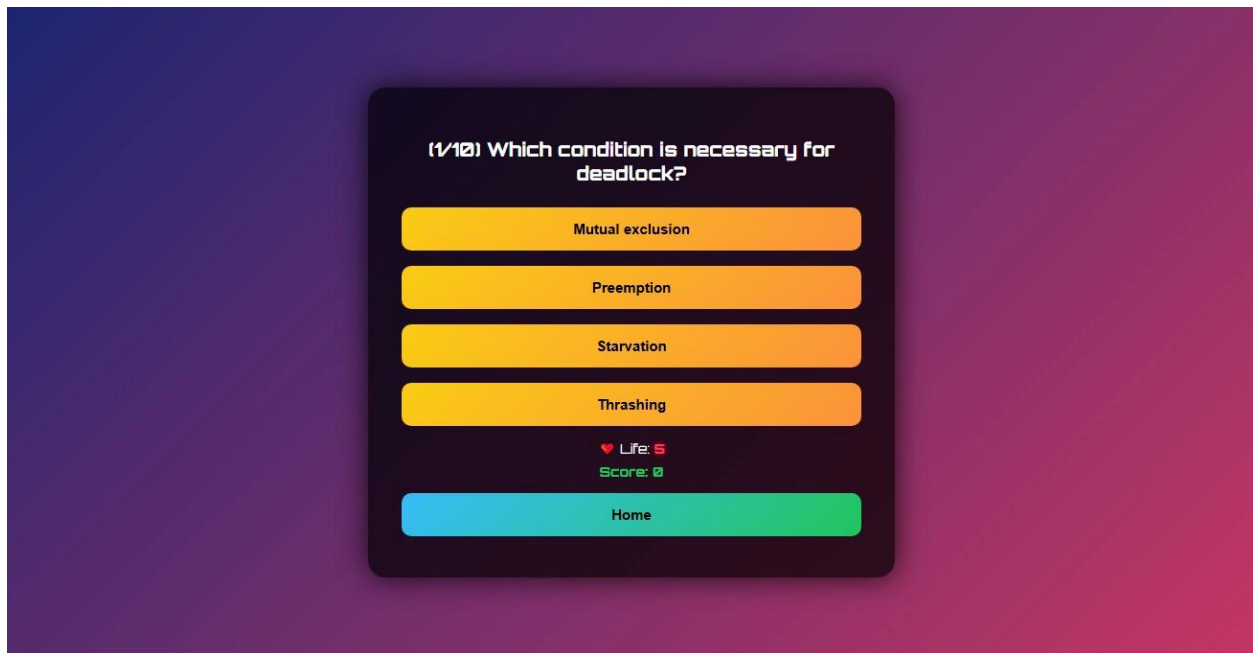 (1/10) Which condition is necessary for
deadlock?
Mutual exclusion
Preemption
Starvation
Thrashing
❤ Life: 5
Score: 0
Home